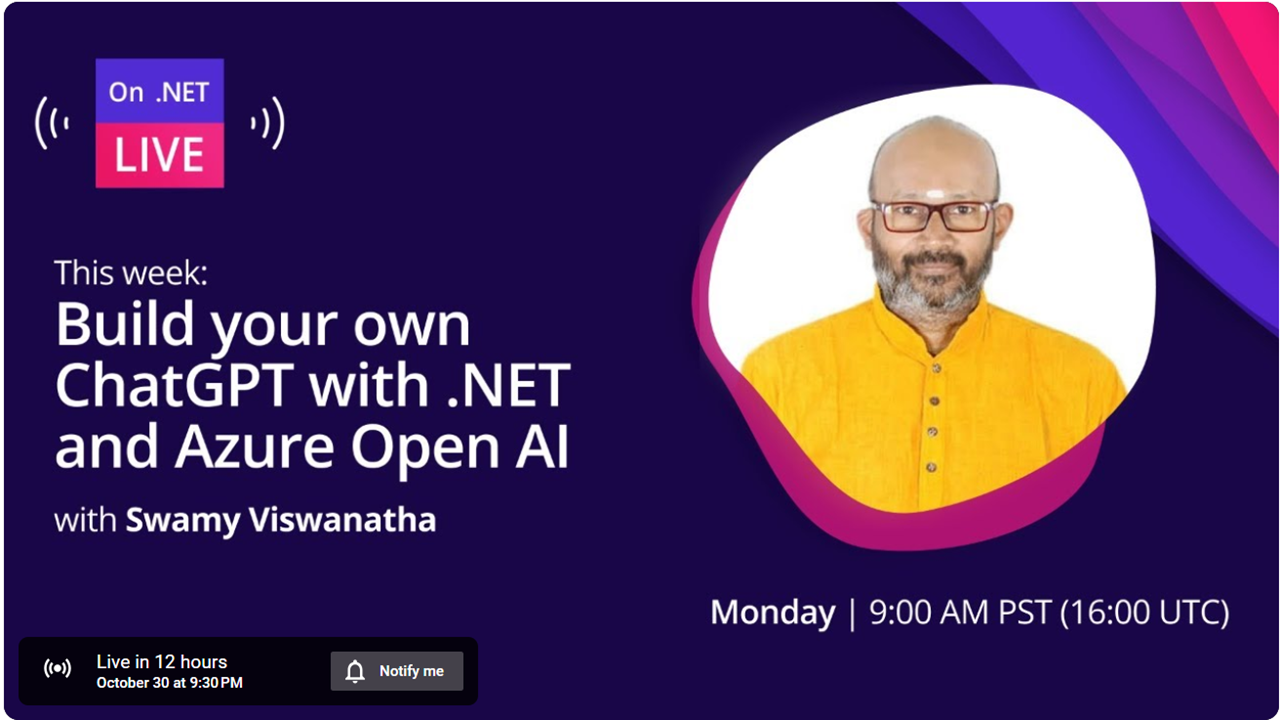 On .NET
LIVE
This week:
Build your own
ChatGPT with .NET
and Azure Open AI
with Swamy Viswanatha
Monday | 9:00 AM PST (16:00 UTC)
Live in 12 hours
October 30 at 9:30 PM
Notify me